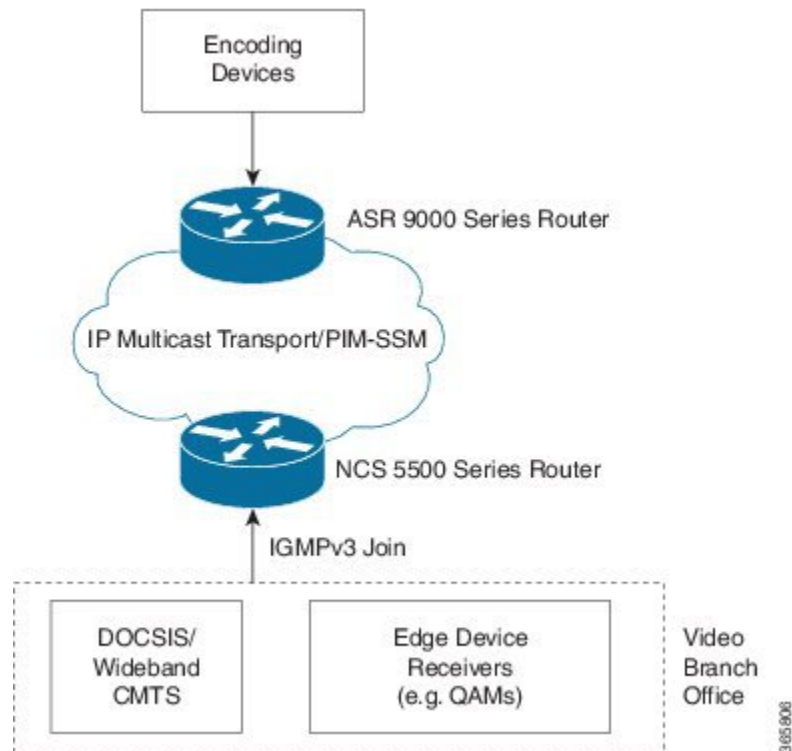 Encoding
Devices
ASR 9000 Series Router
IP Multicast Transport/PIM-SSM
NCS 5500 Series Router
IGMPv3 Join
DOCSIS/
Wideband
CMTS
Edge Device
Receivers
(e.g. QAMs)
Video
Branch
Office
365806